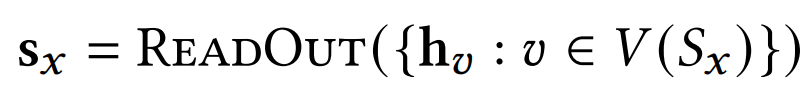 s_x = READOUT({h_v : v ∈ V(S_x)})